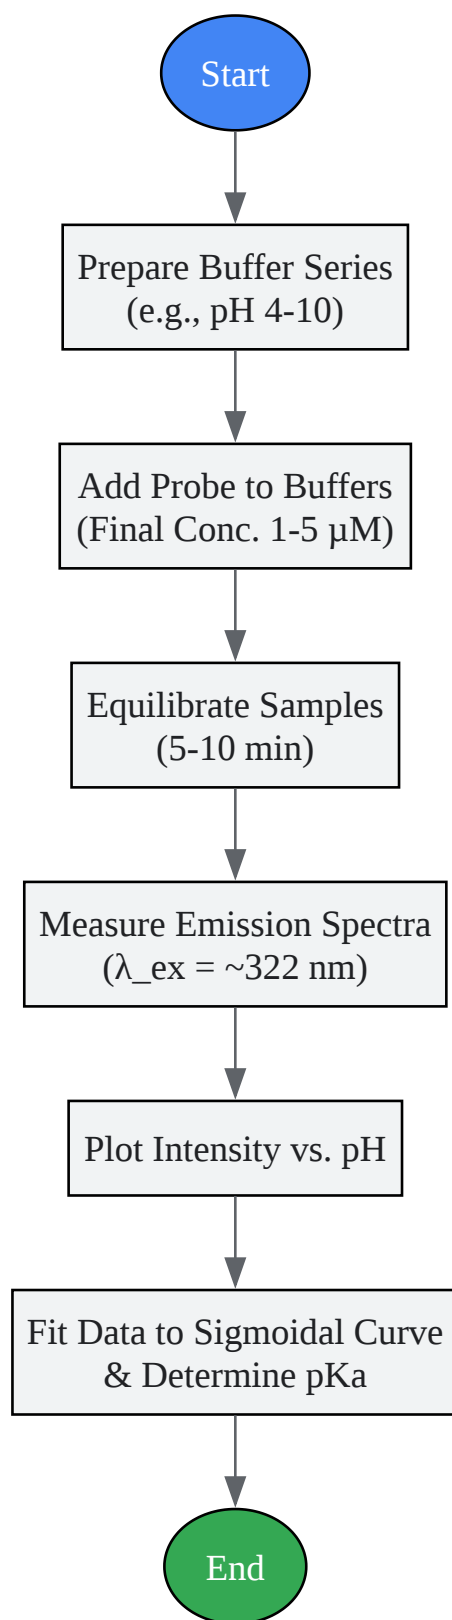 Start
Prepare Buffer Series
(e.g., pH 4-10)
Add Probe to Buffers
(Final Conc. 1-5 µM)
Equilibrate Samples
(5-10 min)
Measure Emission Spectra
(λ_ex = ~322 nm)
Plot Intensity vs. pH
Fit Data to Sigmoidal Curve
& Determine pKa
End